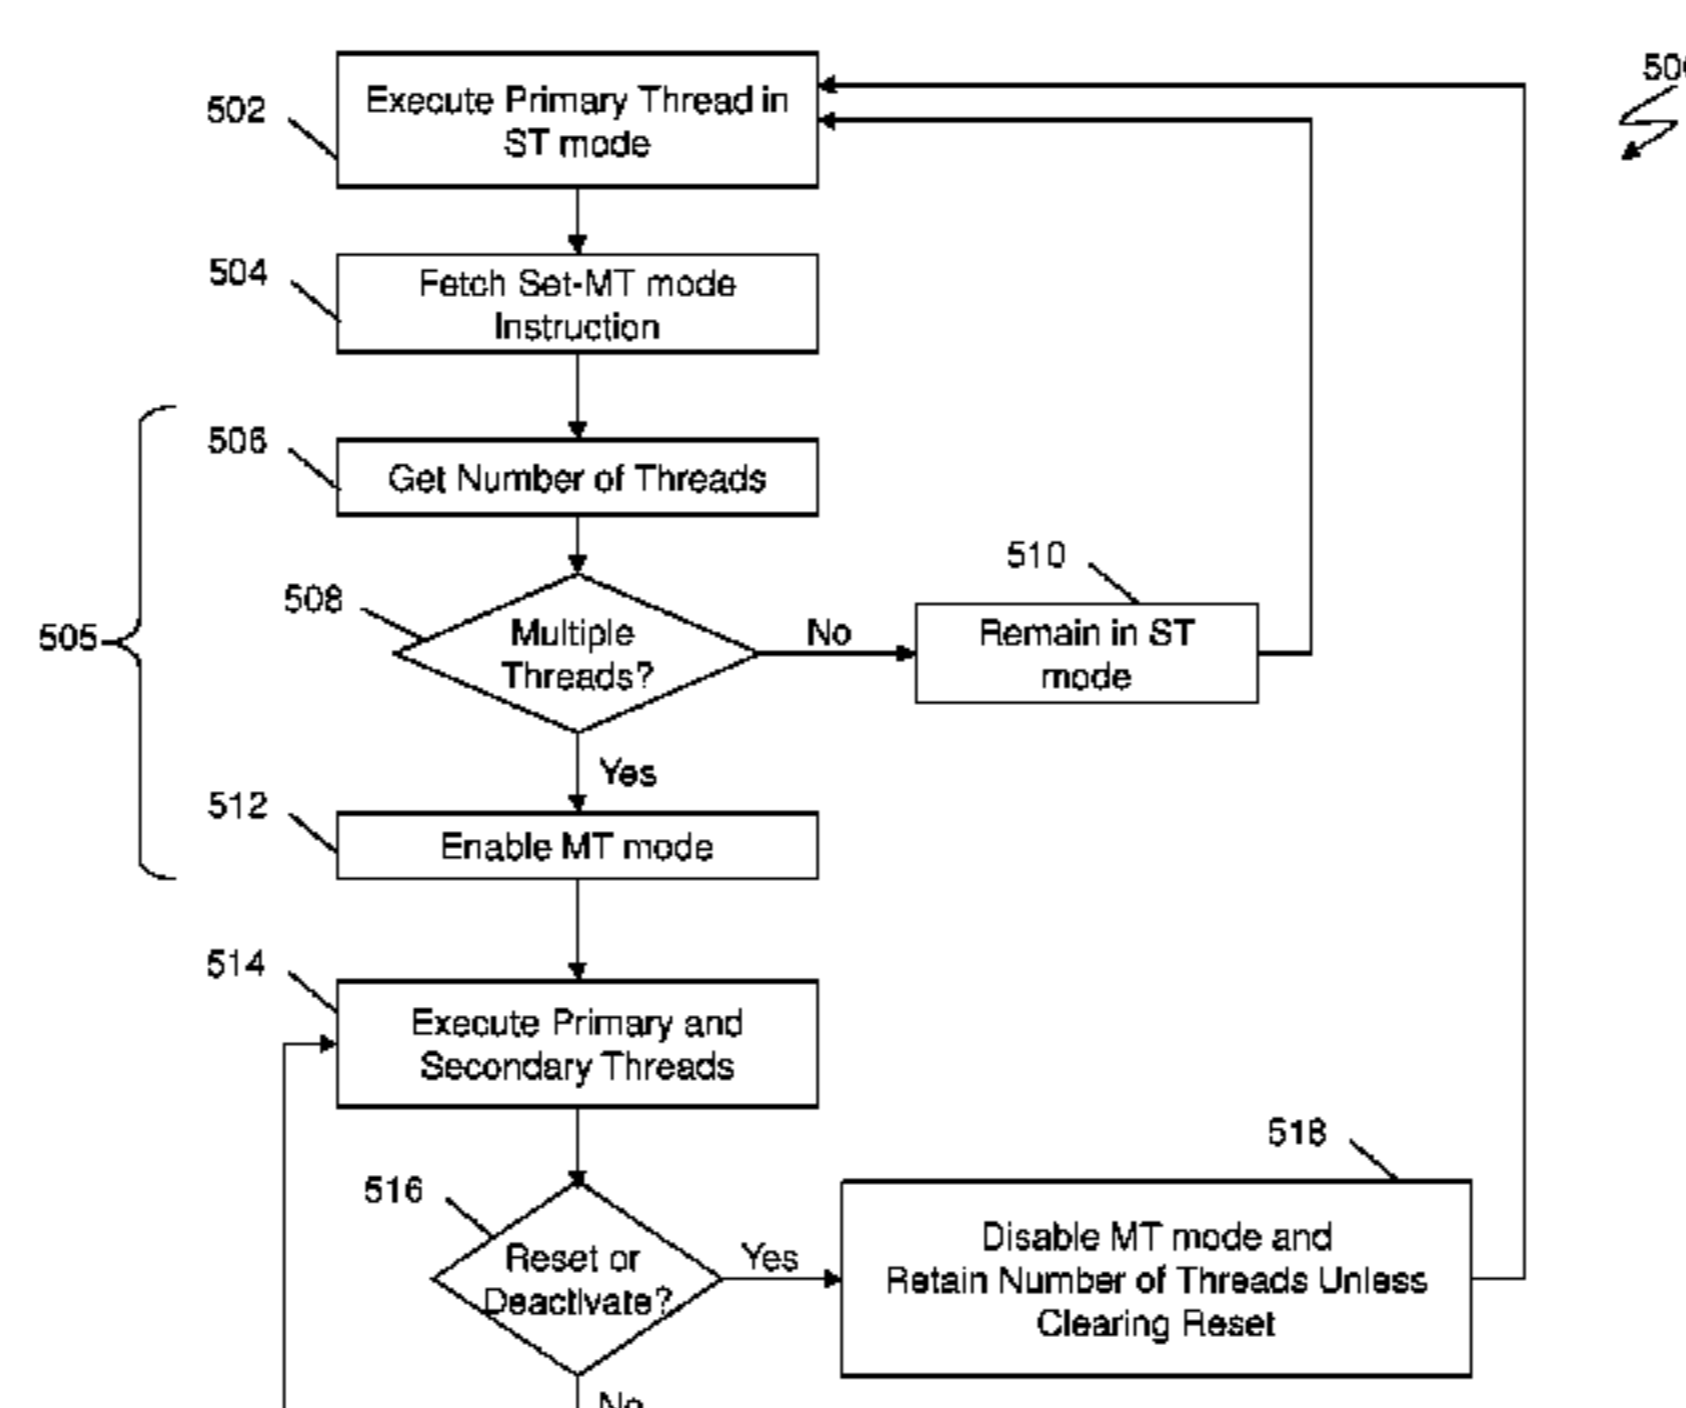 502
Execute Primary Thread in
ST mode
504
Fetch Set-MT mode
Instruction
505
506
Get Number of Threads
508
Multiple
Threads?
No
510
Remain in ST
mode
Yes
512
Enable MT mode
514
Execute Primary and
Secondary Threads
516
Reset or
Deactivate?
Yes
518
Disable MT mode and
Retain Number of Threads Unless
Clearing Reset
No